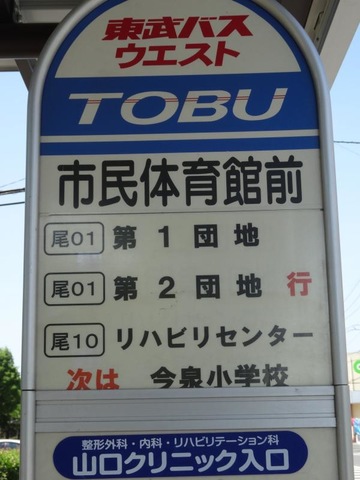 東武バス
ウエスト
TOBU
市民体育館前
尾01 第1団地
尾01 第2団地 行
尾10 リハビリセンター
次は 今泉小学校
整形外科・内科・リハビリテーション科
山口クリニック入口